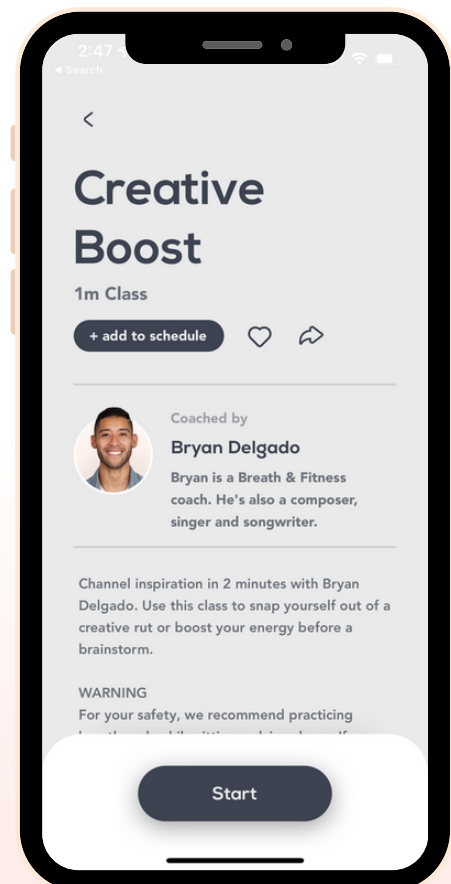 2:47
◂ Search
Creative
Boost
1m Class
+ add to schedule
Coached by
Bryan Delgado
Bryan is a Breath & Fitness
coach. He's also a composer,
singer and songwriter.
Channel inspiration in 2 minutes with Bryan
Delgado. Use this class to snap yourself out of a
creative rut or boost your energy before a
brainstorm.
WARNING
For your safety, we recommend practicing
Start